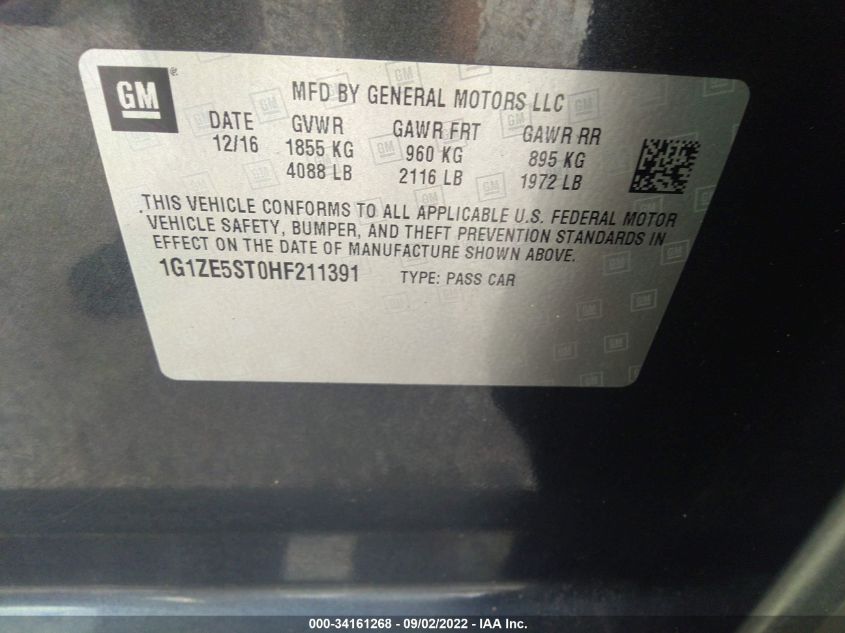 GM®
MFD BY GENERAL MOTORS LLC
DATE GVWR GAWR FRT GAWR RR
12/16 1855 KG 960 KG 895 KG
4088 LB 2116 LB 1972 LB
THIS VEHICLE CONFORMS TO ALL APPLICABLE U.S. FEDERAL MOTOR
VEHICLE SAFETY, BUMPER, AND THEFT PREVENTION STANDARDS IN
EFFECT ON THE DATE OF MANUFACTURE SHOWN ABOVE.
1G1ZE5ST0HF211391 TYPE: PASS CAR
000-34161268 - 09/02/2022 - IAA Inc.